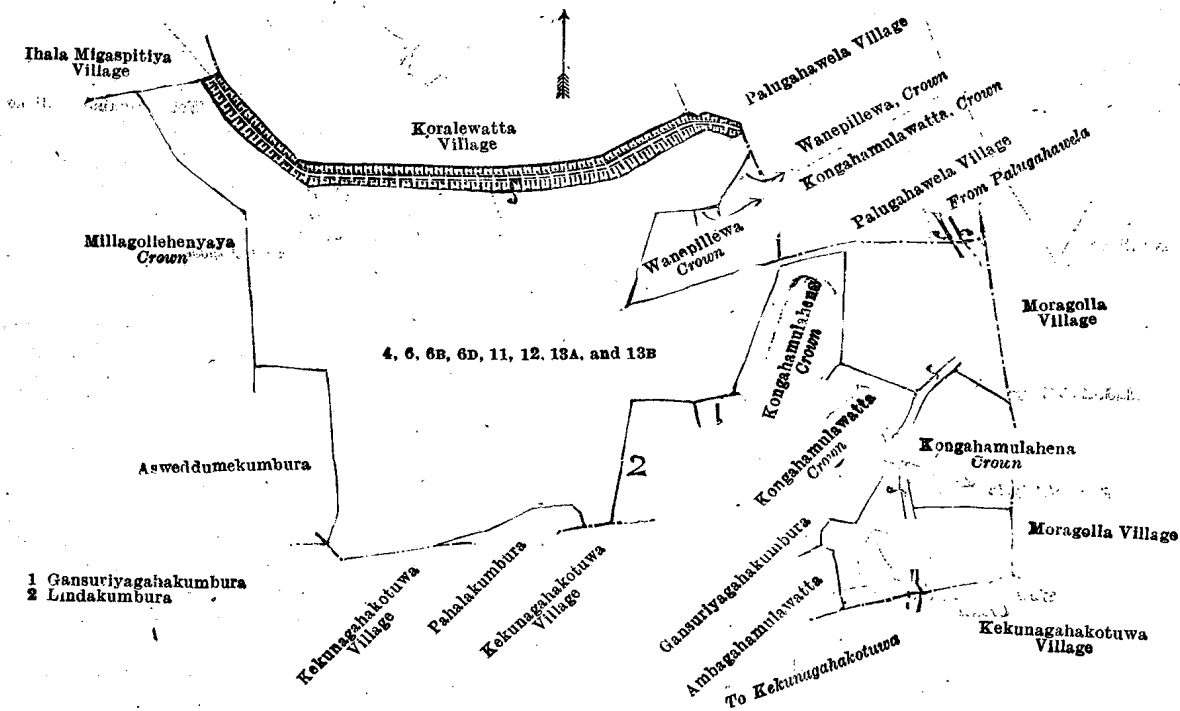 Ihala Migaspitiya
Village
Palugahawela Village
Koralewatta
Village
Wanepillewa, Crown
Kongahamulawatta, Crown
Palugahawela Village
From Palugahawela
Millagollehenyaya
Crown
Wanepillewa
Crown
Kongahamulahena
Crown
Moragolla
Village
4, 6, 6B, 6D, 11, 12, 13A, and 13B
Kongahamulawatta
Crown
Kongahamulahena
Crown
Asweddumekumbura
1
2
Moragolla Village
1 Gansuriyagahakumbura
2 Lindakumbura
Kekunagahakotuwa
Village
Pahalakumbura
Kekunagahakotuwa
Village
Gansuriyagahakumbura
Ambagahamulawatta
To Kekunagahakotuwa
Kekunagahakotuwa
Village